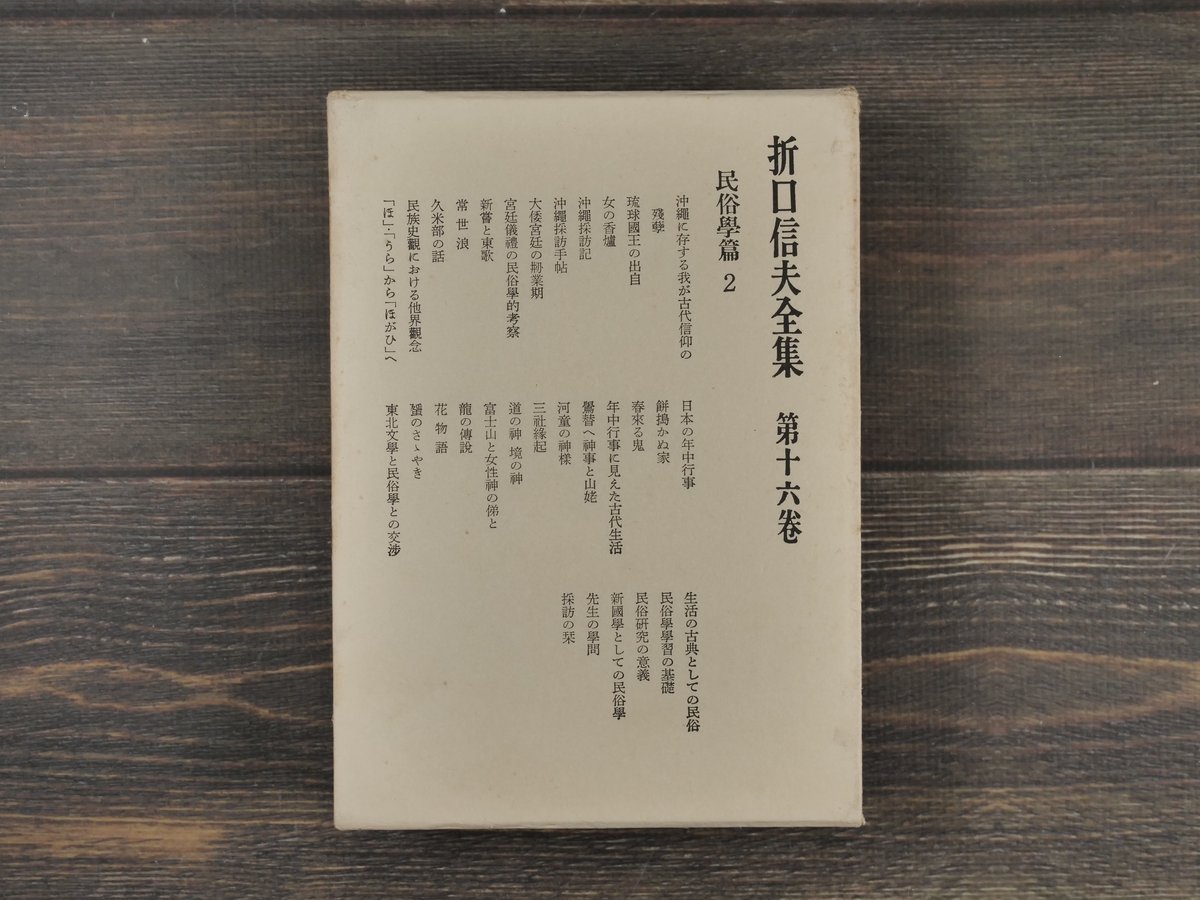 折口信夫全集 第十六卷
民俗學篇 2
沖繩に存する我が古代信仰の
殘孽
琉球國王の出自
女の香爐
沖繩採訪記
沖繩採訪手帖
大倭宮廷の剏業期
宮廷儀禮の民俗學的考察
新嘗と東歌
常世浪
久米部の話
民族史觀における他界觀念
「ほ」・「うら」から「ほがひ」へ
日本の年中行事
餠搗かぬ家
春來る鬼
年中行事に見えた古代生活
鷽替へ神事と山姥
河童の神樣
三社緣起
道の神 境の神
富士山と女性神の俤と
龍の傳說
花物語
螢のさゝやき
東北文學と民俗學との交渉
生活の古典としての民俗
民俗學學習の基礎
民俗研究の意義
新國學としての民俗學
先生の學問
採訪の栞